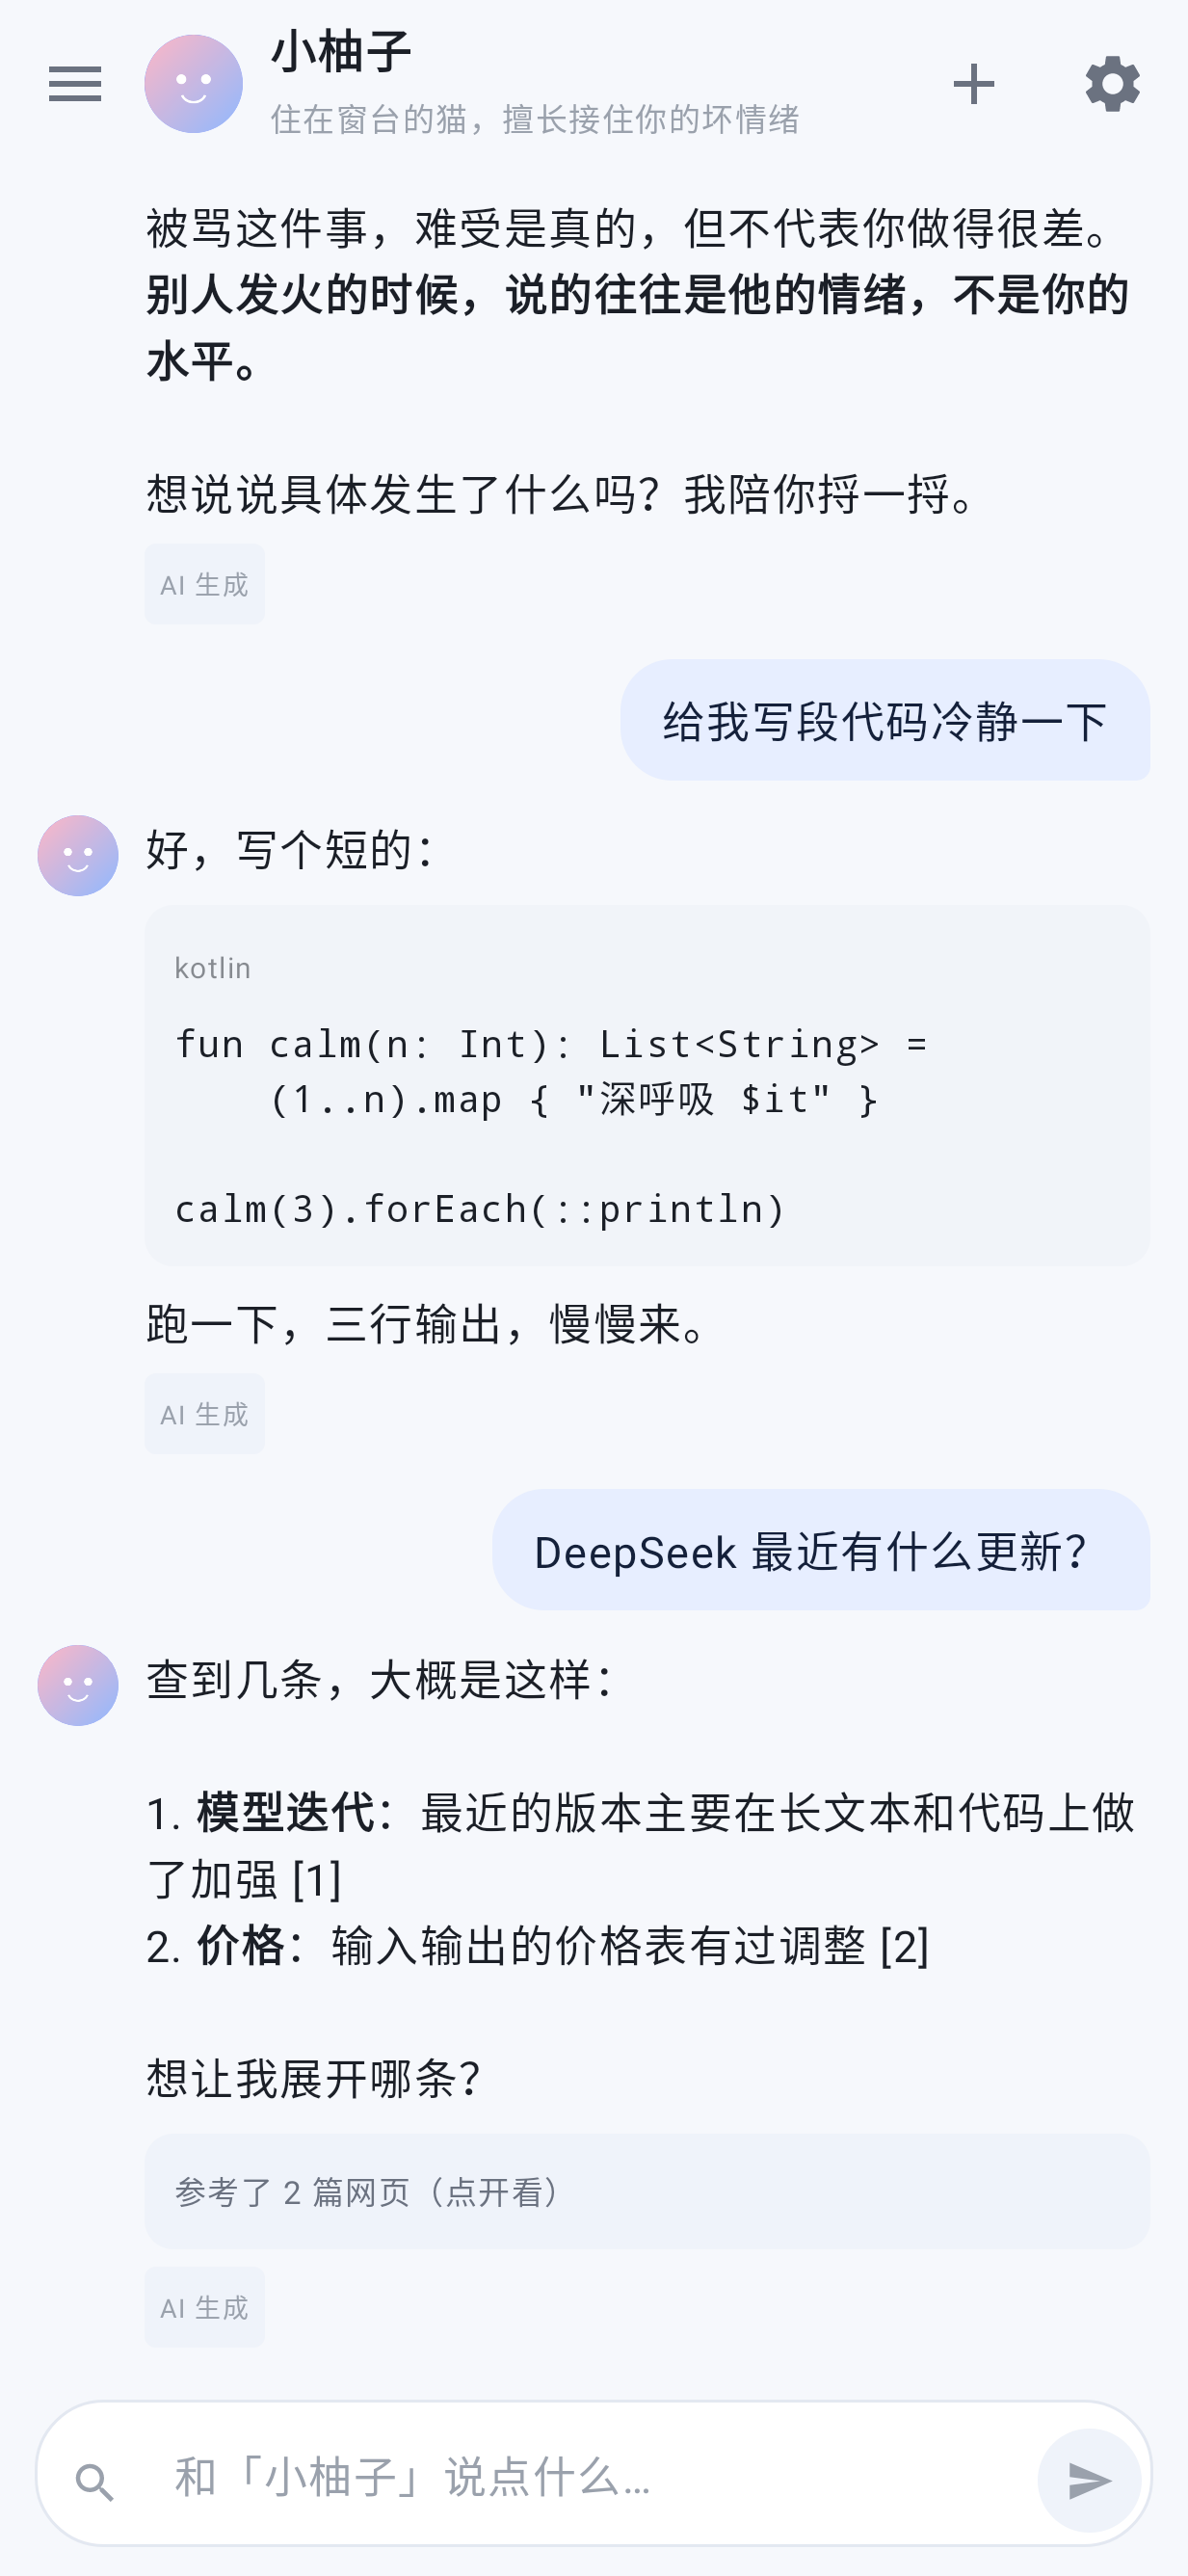 小柚子
住在窗台的猫，擅长接住你的坏情绪
被骂这件事，难受是真的，但不代表你做得很差。
别人发火的时候，说的往往是他的情绪，不是你的
水平。
想说说具体发生了什么吗？我陪你捋一捋。
AI 生成
给我写段代码冷静一下
好，写个短的：
kotlin
fun calm(n: Int): List<String> =
    (1..n).map { "深呼吸 $it" }
calm(3).forEach(::println)
跑一下，三行输出，慢慢来。
AI 生成
DeepSeek 最近有什么更新？
查到几条，大概是这样：
1. 模型迭代：最近的版本主要在长文本和代码上做
了加强 [1]
2. 价格：输入输出的价格表有过调整 [2]
想让我展开哪条？
参考了 2 篇网页（点开看）
AI 生成
和「小柚子」说点什么…